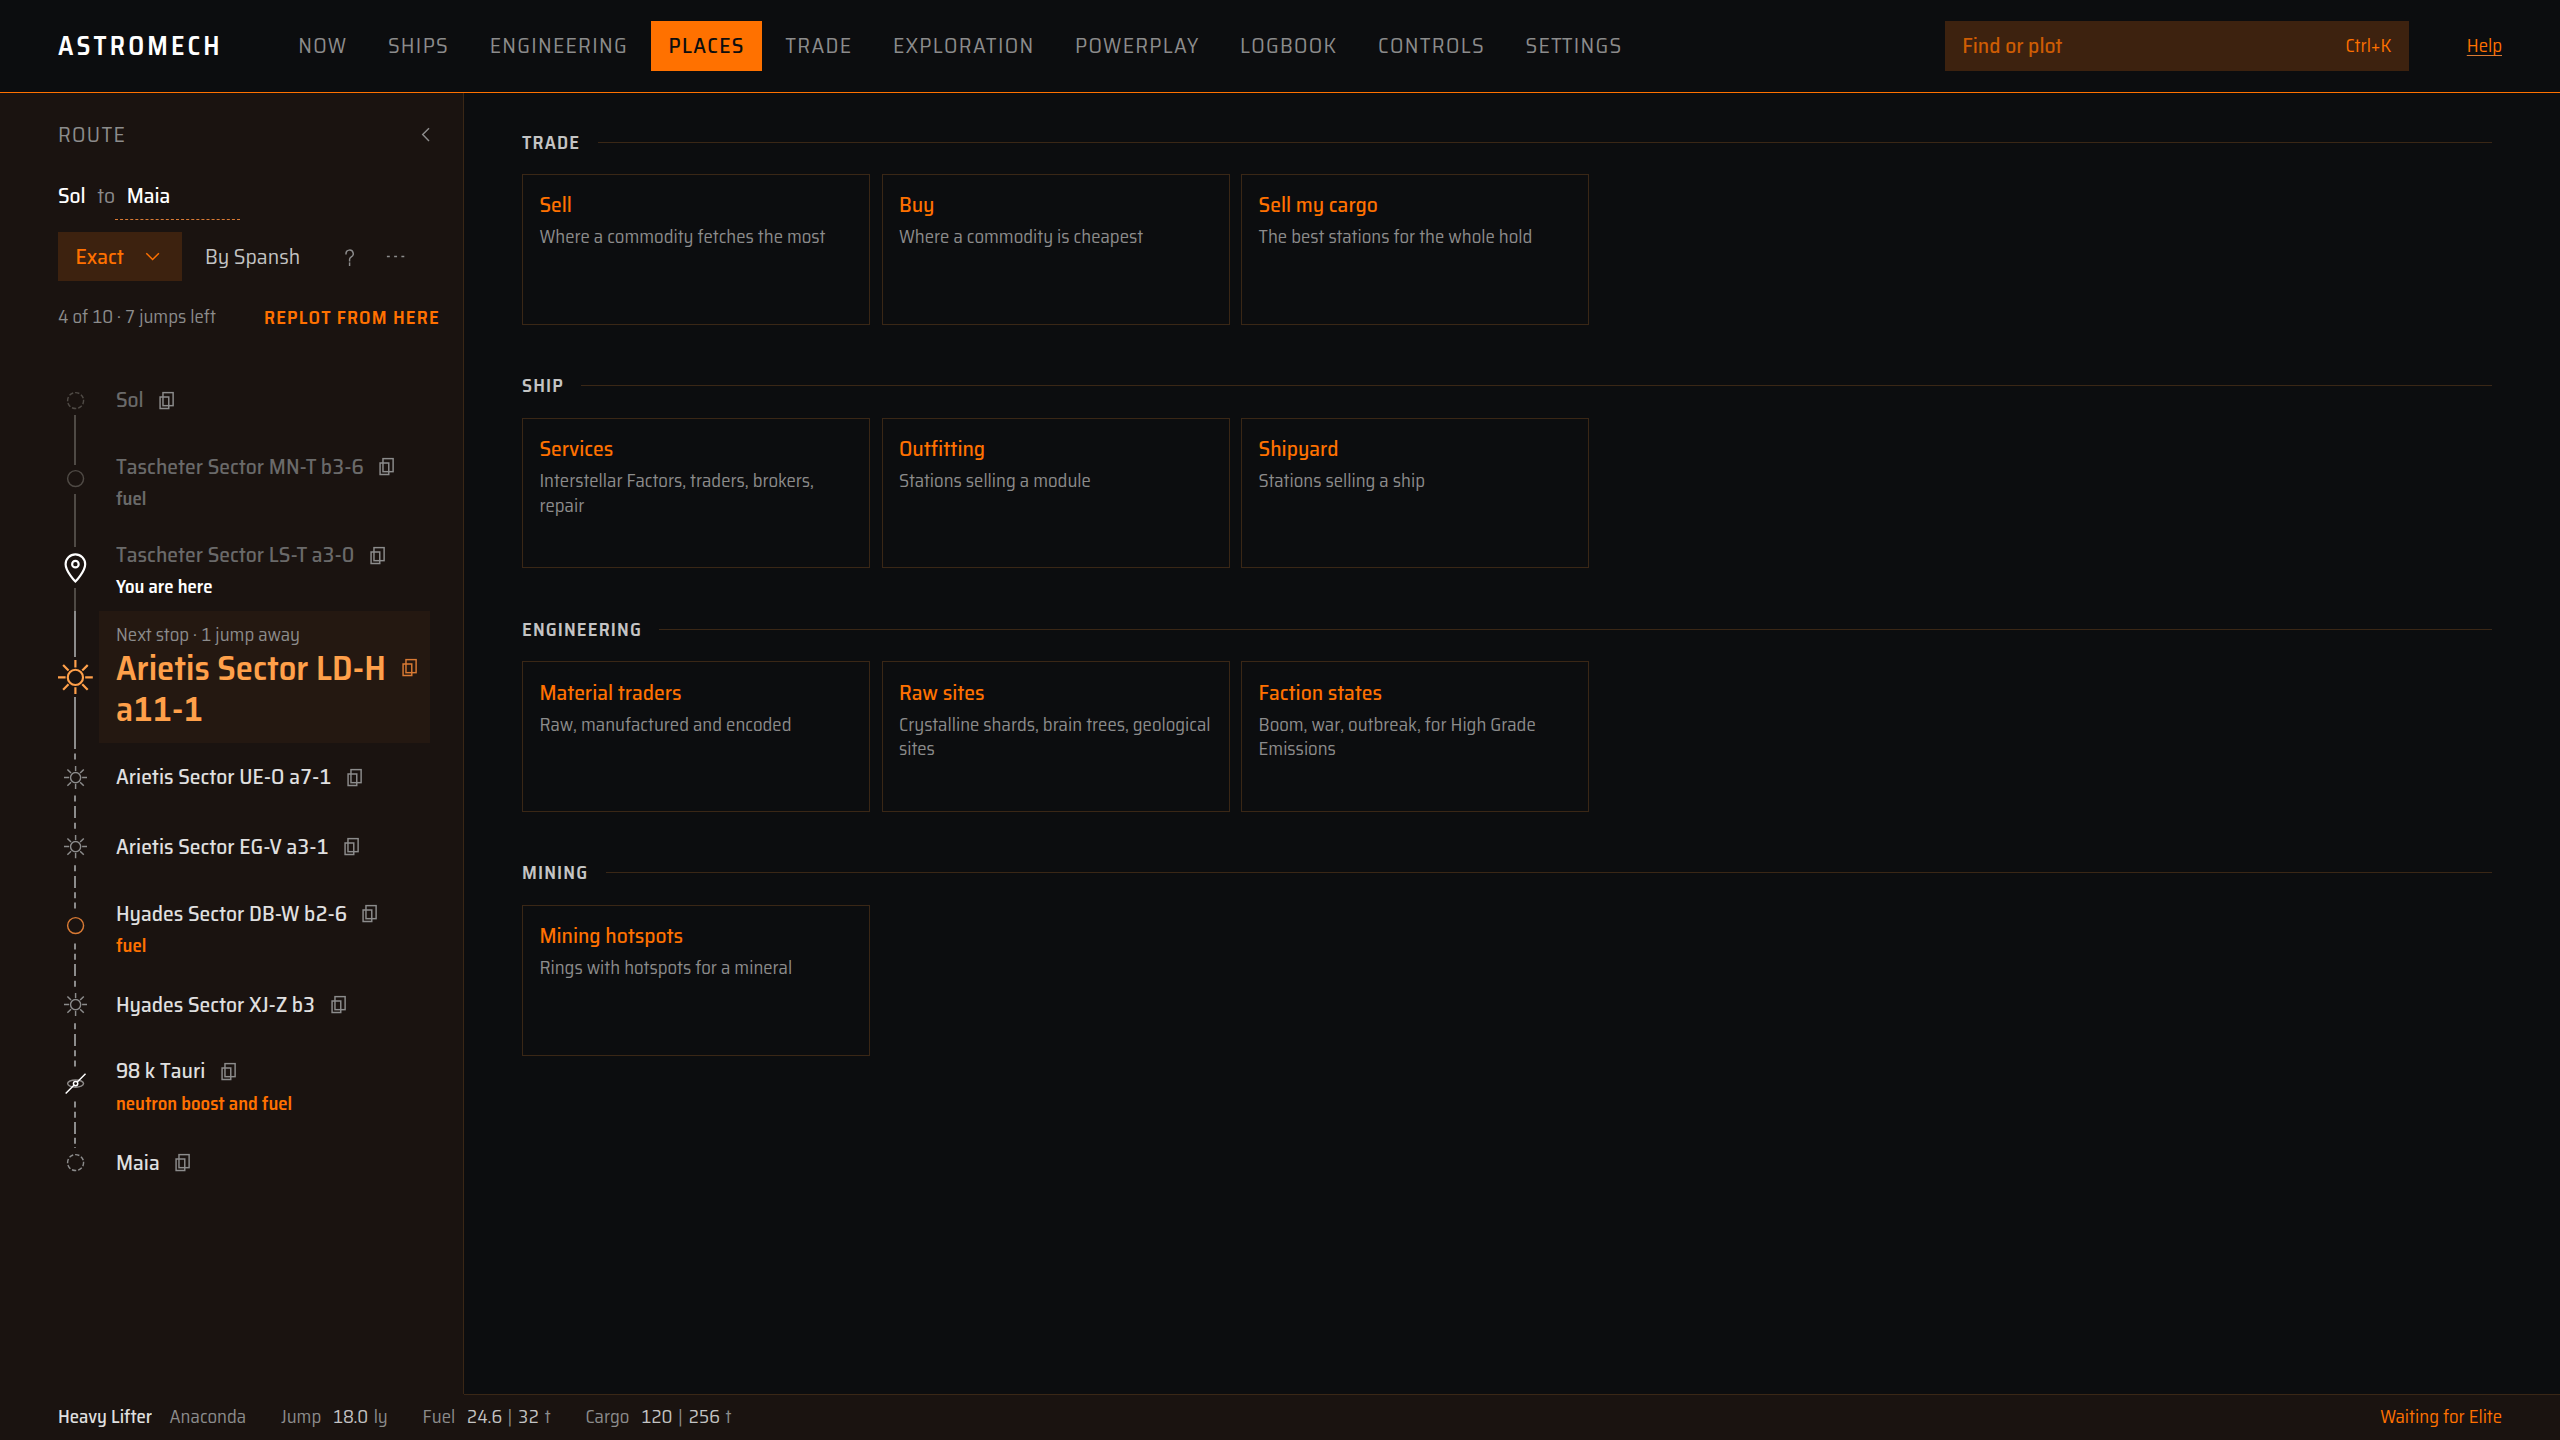 ASTROMECH
NOW SHIPS ENGINEERING PLACES TRADE EXPLORATION POWERPLAY LOGBOOK CONTROLS SETTINGS
Find or plot Ctrl+K
Help
ROUTE
Sol to Maia
Exact By Spansh ? ---
4 of 10 · 7 jumps left REPLOT FROM HERE
Sol
Tascheter Sector MN-T b3-6
fuel
Tascheter Sector LS-T a3-0
You are here
Next stop · 1 jump away
Arietis Sector LD-H
a11-1
Arietis Sector UE-O a7-1
Arietis Sector EG-V a3-1
Hyades Sector DB-W b2-6
fuel
Hyades Sector XJ-Z b3
98 k Tauri
neutron boost and fuel
Maia
TRADE
Sell
Where a commodity fetches the most
Buy
Where a commodity is cheapest
Sell my cargo
The best stations for the whole hold
SHIP
Services
Interstellar Factors, traders, brokers,
repair
Outfitting
Stations selling a module
Shipyard
Stations selling a ship
ENGINEERING
Material traders
Raw, manufactured and encoded
Raw sites
Crystalline shards, brain trees, geological
sites
Faction states
Boom, war, outbreak, for High Grade
Emissions
MINING
Mining hotspots
Rings with hotspots for a mineral
Heavy Lifter Anaconda Jump 18.0 ly Fuel 24.6 | 32 t Cargo 120 | 256 t
Waiting for Elite